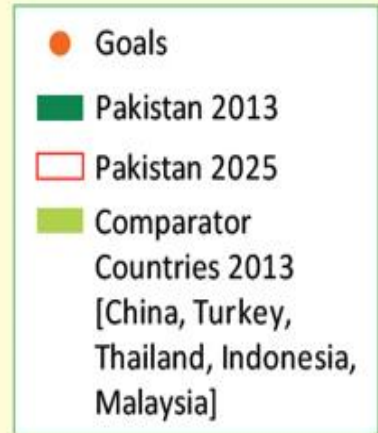 Goals
Pakistan 2013
Pakistan 2025
Comparator
Countries 2013
[China, Turkey,
Thailand, Indonesia,
Malaysia]